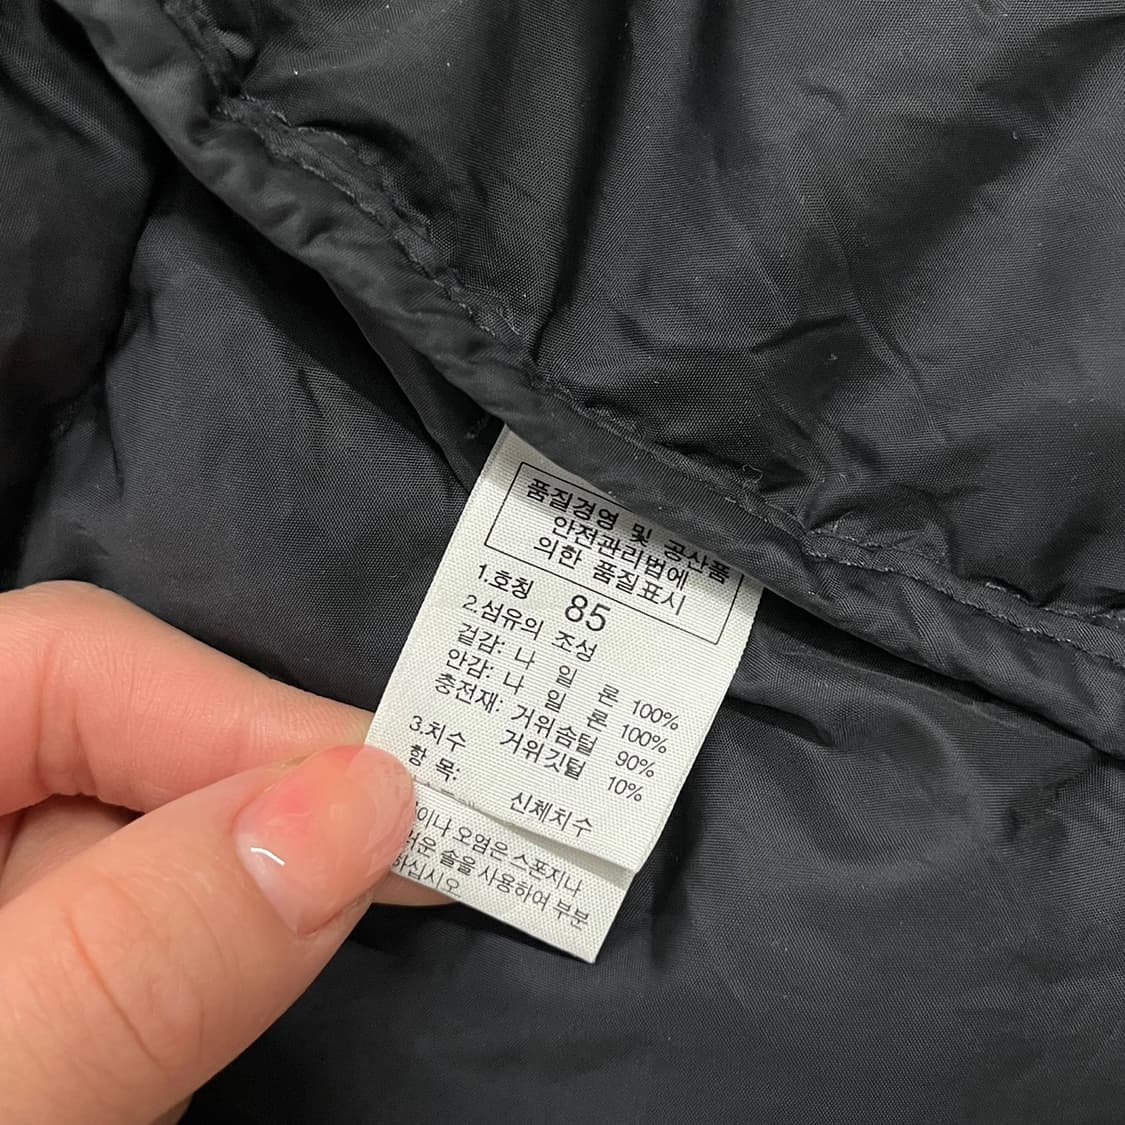 품질경영 및 공산품
안전관리법에
의한 품질표시
1.호칭 85
2.섬유의 조성
겉감: 나 일 론 100%
안감: 나 일 론 100%
충전재: 거위솜털 90%
거위깃털 10%
3.치수
항 목: 신체치수
오염은 스폰지나
솔을 사용하여 부분
하십시오